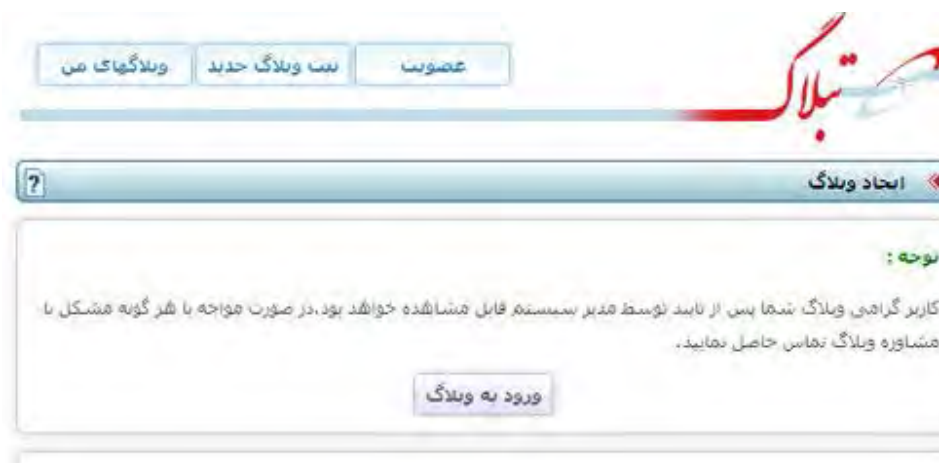 تبلاگ
عضویت
ثبت وبلاگ جدید
وبلاگهای من
ایجاد وبلاگ
?
توجه :
کاربر گرامی وبلاگ شما پس از تایید توسط مدیر سیستم قابل مشاهده خواهد بود،در صورت مواجه با هر گونه مشکل با
مشاوره وبلاگ تماس حاصل نمایید.
ورود به وبلاگ